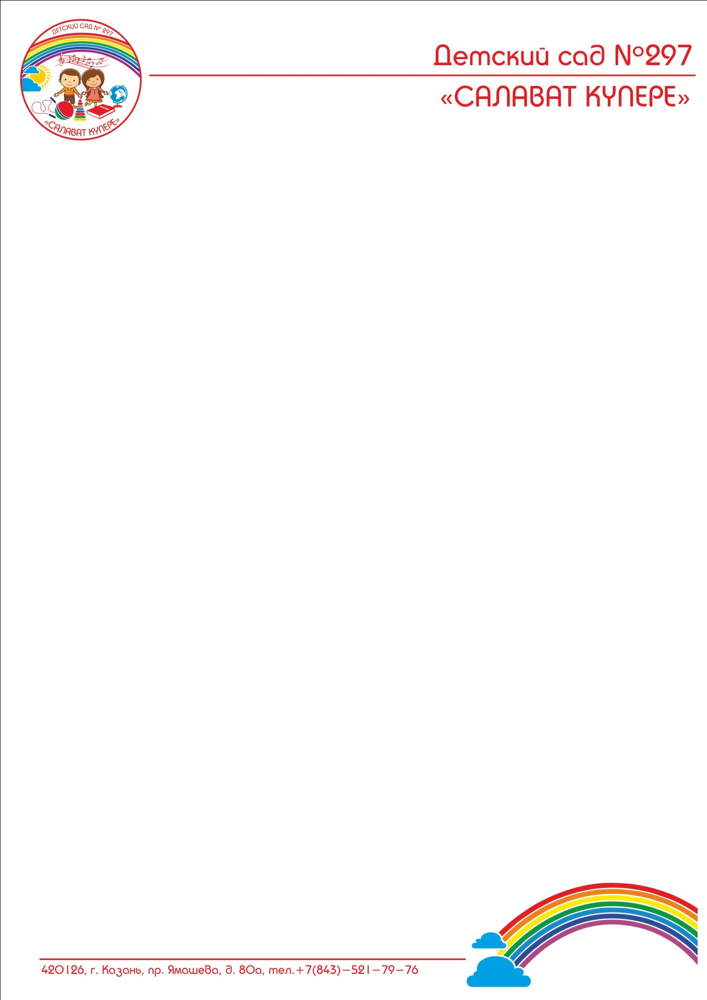 ДЕТСКИЙ САД № 297
«САЛАВАТ КҮПЕРЕ»
Детский сад №297
«САЛАВАТ КҮПЕРЕ»
420126, г. Казань, пр. Ямашева, д. 80а, тел.+7(843)-521-79-76